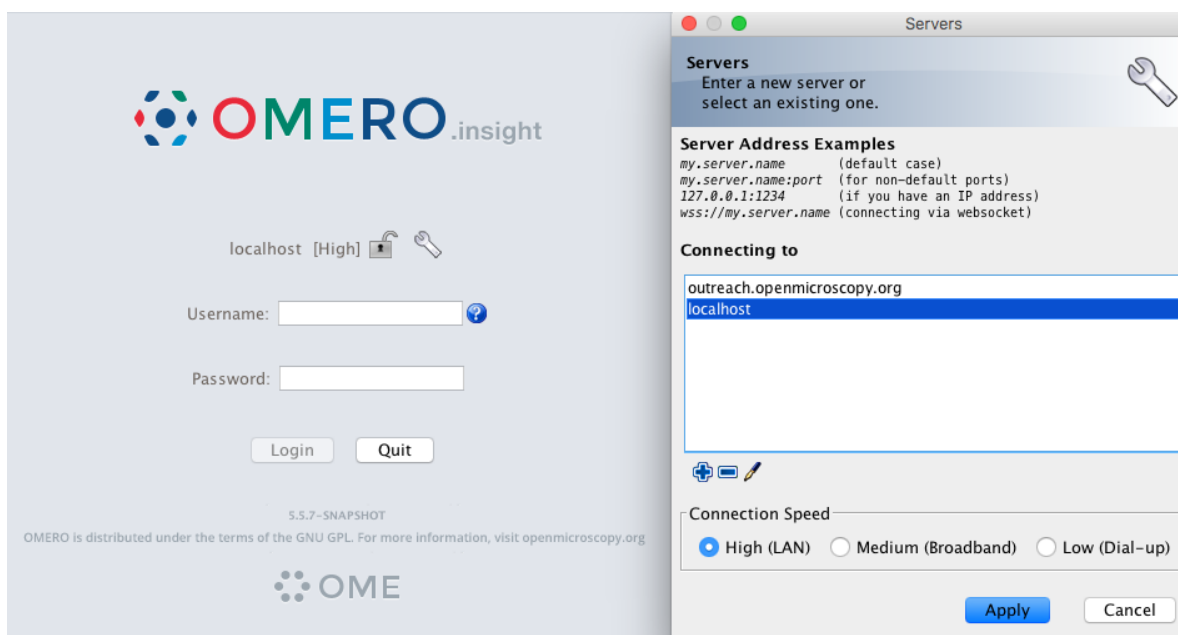 OMERO.insight
localhost [High]
Username:
Password:
Login Quit
5.5.7-SNAPSHOT
OMERO is distributed under the terms of the GNU GPL. For more information, visit openmicroscopy.org
OME
Servers
Servers
Enter a new server or
select an existing one.
Server Address Examples
my.server.name (default case)
my.server.name:port (for non-default ports)
127.0.0.1:1234 (if you have an IP address)
wss://my.server.name (connecting via websocket)
Connecting to
outreach.openmicroscopy.org
localhost
Connection Speed
High (LAN) Medium (Broadband) Low (Dial-up)
Apply Cancel